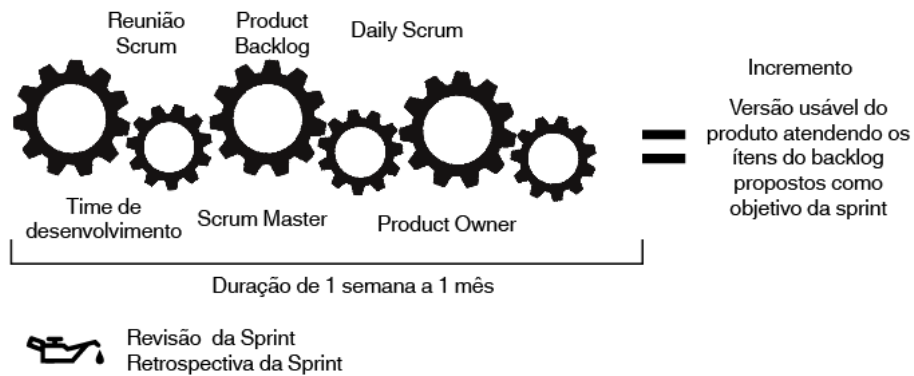 Reunião
Scrum
Product
Backlog
Daily Scrum
Time de
desenvolvimento
Scrum Master
Product Owner
Duração de 1 semana a 1 mês
Incremento
Versão usável do
produto atendendo os
ítens do backlog
propostos como
objetivo da sprint
Revisão da Sprint
Retrospectiva da Sprint